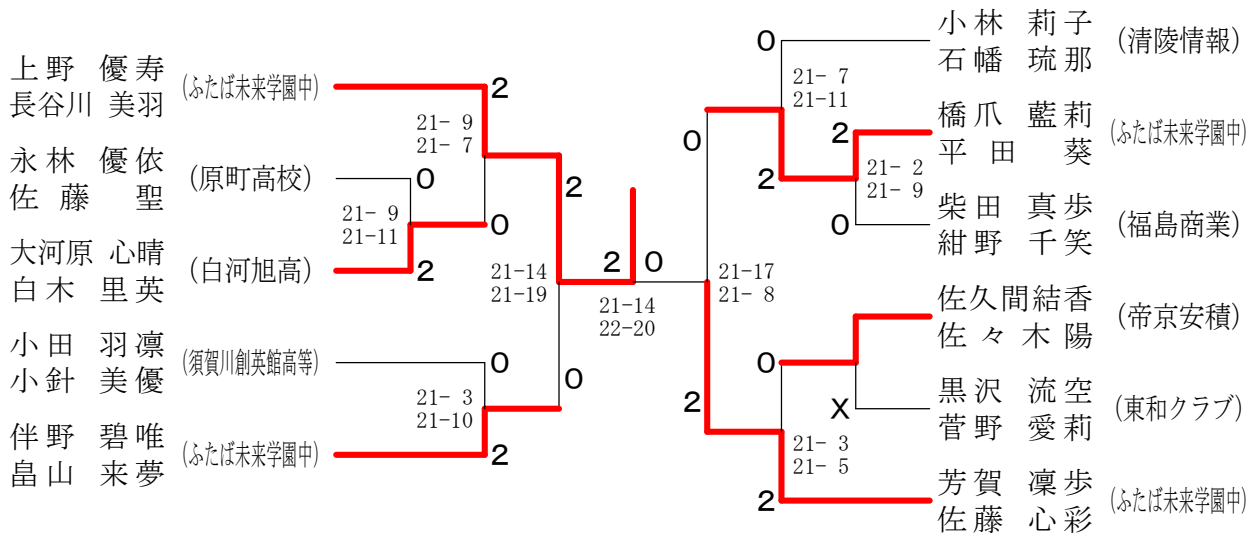 上野 優寿
長谷川 美羽
(ふたば未来学園中)
2
21- 9
21- 7
永林 優依
佐藤 聖
(原町高校)
0
21- 9
21-11
0
大河原 心晴
白木 里英
(白河旭高)
2
2
21-14
21-19
小田 羽凛
小針 美優
(須賀川創英館高等)
0
21- 3
21-10
0
伴野 碧唯
畠山 来夢
(ふたば未来学園中)
2
2
0
21-14
22-20
小林 莉子
石幡 琉那
(清陵情報)
0
21- 7
21-11
0
橋爪 藍莉
平田 葵
(ふたば未来学園中)
2
2
21- 2
21- 9
柴田 真歩
紺野 千笑
(福島商業)
0
21-17
21- 8
佐久間結香
佐々木陽
(帝京安積)
0
2
黒沢 流空
菅野 愛莉
(東和クラブ)
X
21- 3
21- 5
芳賀 凜歩
佐藤 心彩
(ふたば未来学園中)
2